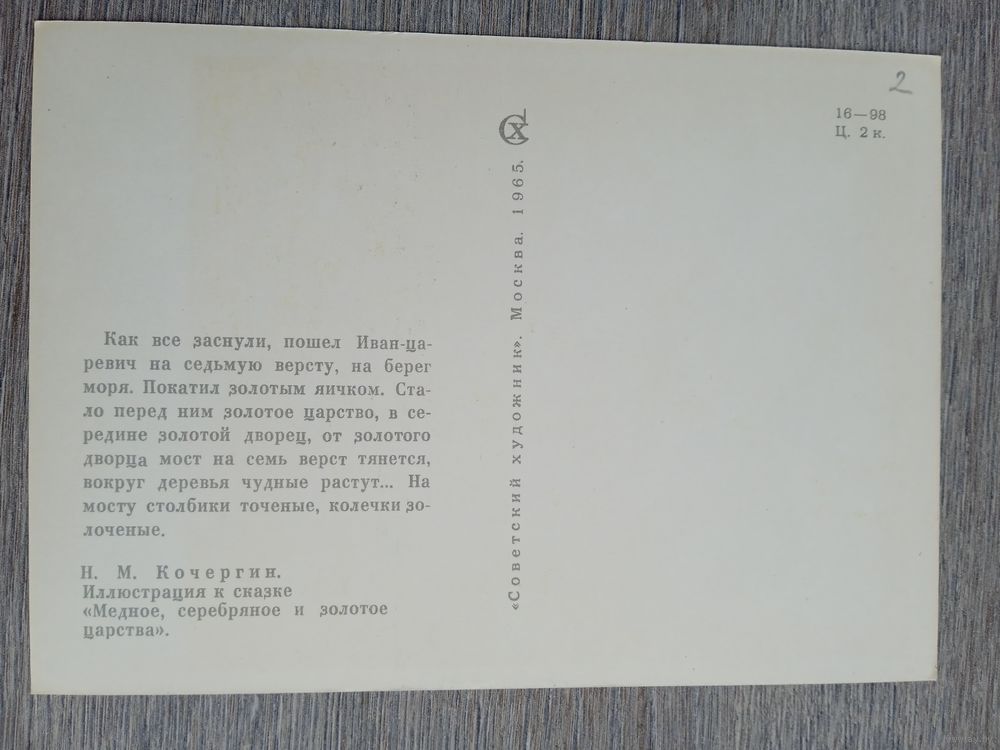 2
16—98
Ц. 2 к.
СХ
«Советский художник». Москва. 1965.
Как все заснули, пошел Иван-ца-
ревич на седьмую версту, на берег
моря. Покатил золотым яичком. Ста-
ло перед ним золотое царство, в се-
редине золотой дворец, от золотого
дворца мост на семь верст тянется,
вокруг деревья чудные растут... На
мосту столбики точеные, колечки зо-
лоченые.
Н. М. Кочергин.
Иллюстрация к сказке
«Медное, серебряное и золотое
царства».